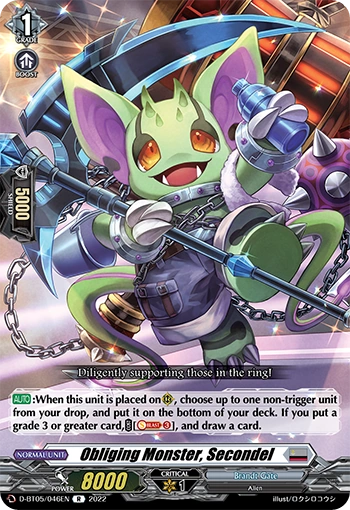 1
GRADE
BOOST
SHIELD
5000
Diligently supporting those in the ring!
AUTO :When this unit is placed on R, choose up to one non-trigger unit
from your drop, and put it on the bottom of your deck. If you put a
grade 3 or greater card, [SOUL-BLAST 3], and draw a card.
NORMAL UNIT
Obliging Monster, Secondel
POWER
8000
CRITICAL
1
Brandt Gate
Alien
D-BT05/046EN R 2022
illust/ロクシロコウシ